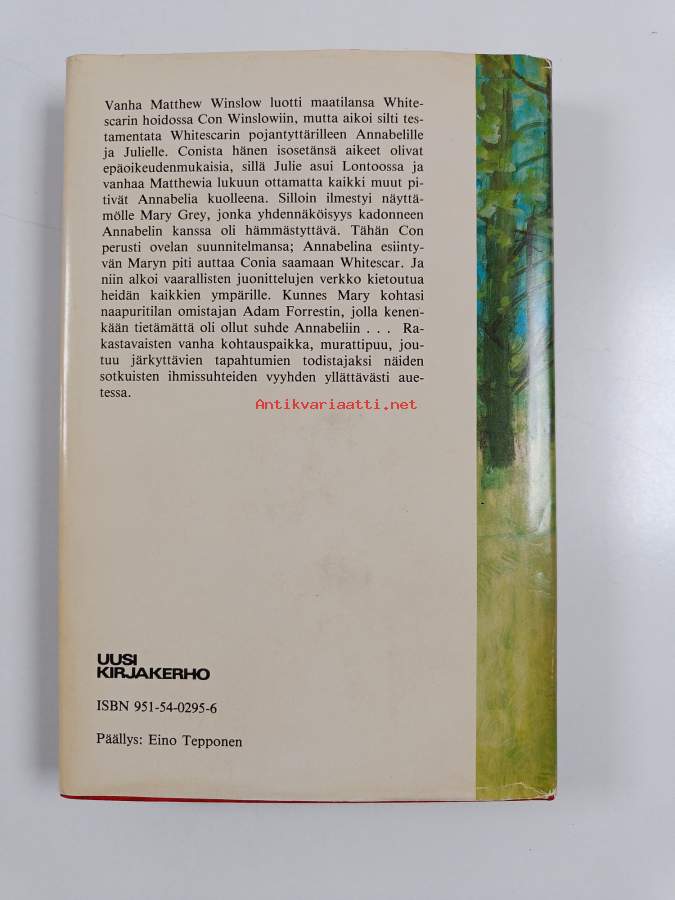 Vanha Matthew Winslow luotti maatilansa White-
scarin hoidossa Con Winslowiin, mutta aikoi silti tes-
tamentata Whitescarin pojantyttärilleen Annabelille
ja Julielle. Conista hänen isosetänsä aikeet olivat
epäoikeudenmukaisia, sillä Julie asui Lontoossa ja
vanhaa Matthewia lukuun ottamatta kaikki muut pi-
tivät Annabelia kuolleena. Silloin ilmestyi näyttä-
mölle Mary Grey, jonka yhdennäköisyys kadonneen
Annabelin kanssa oli hämmästyttävä. Tähän Con
perusti ovelan suunnitelmansa; Annabelina esiinty-
vän Maryn piti auttaa Conia saamaan Whitescar. Ja
niin alkoi vaarallisten juonittelujen verkko kietoutua
heidän kaikkien ympärille. Kunnes Mary kohtasi
naapuritilan omistajan Adam Forrestin, jolla kenen-
kään tietämättä oli ollut suhde Annabeliin . . . Ra-
kastavaisten vanha kohtauspaikka, murattipuu, jou-
tuu järkyttävien tapahtumien todistajaksi näiden
sotkuisten ihmissuhteiden vyyhden yllättävästi aue-
tessa.
Antikvariaatti.net
UUSI
KIRJAKERHO
ISBN 951-54-0295-6
Päällys: Eino Tepponen